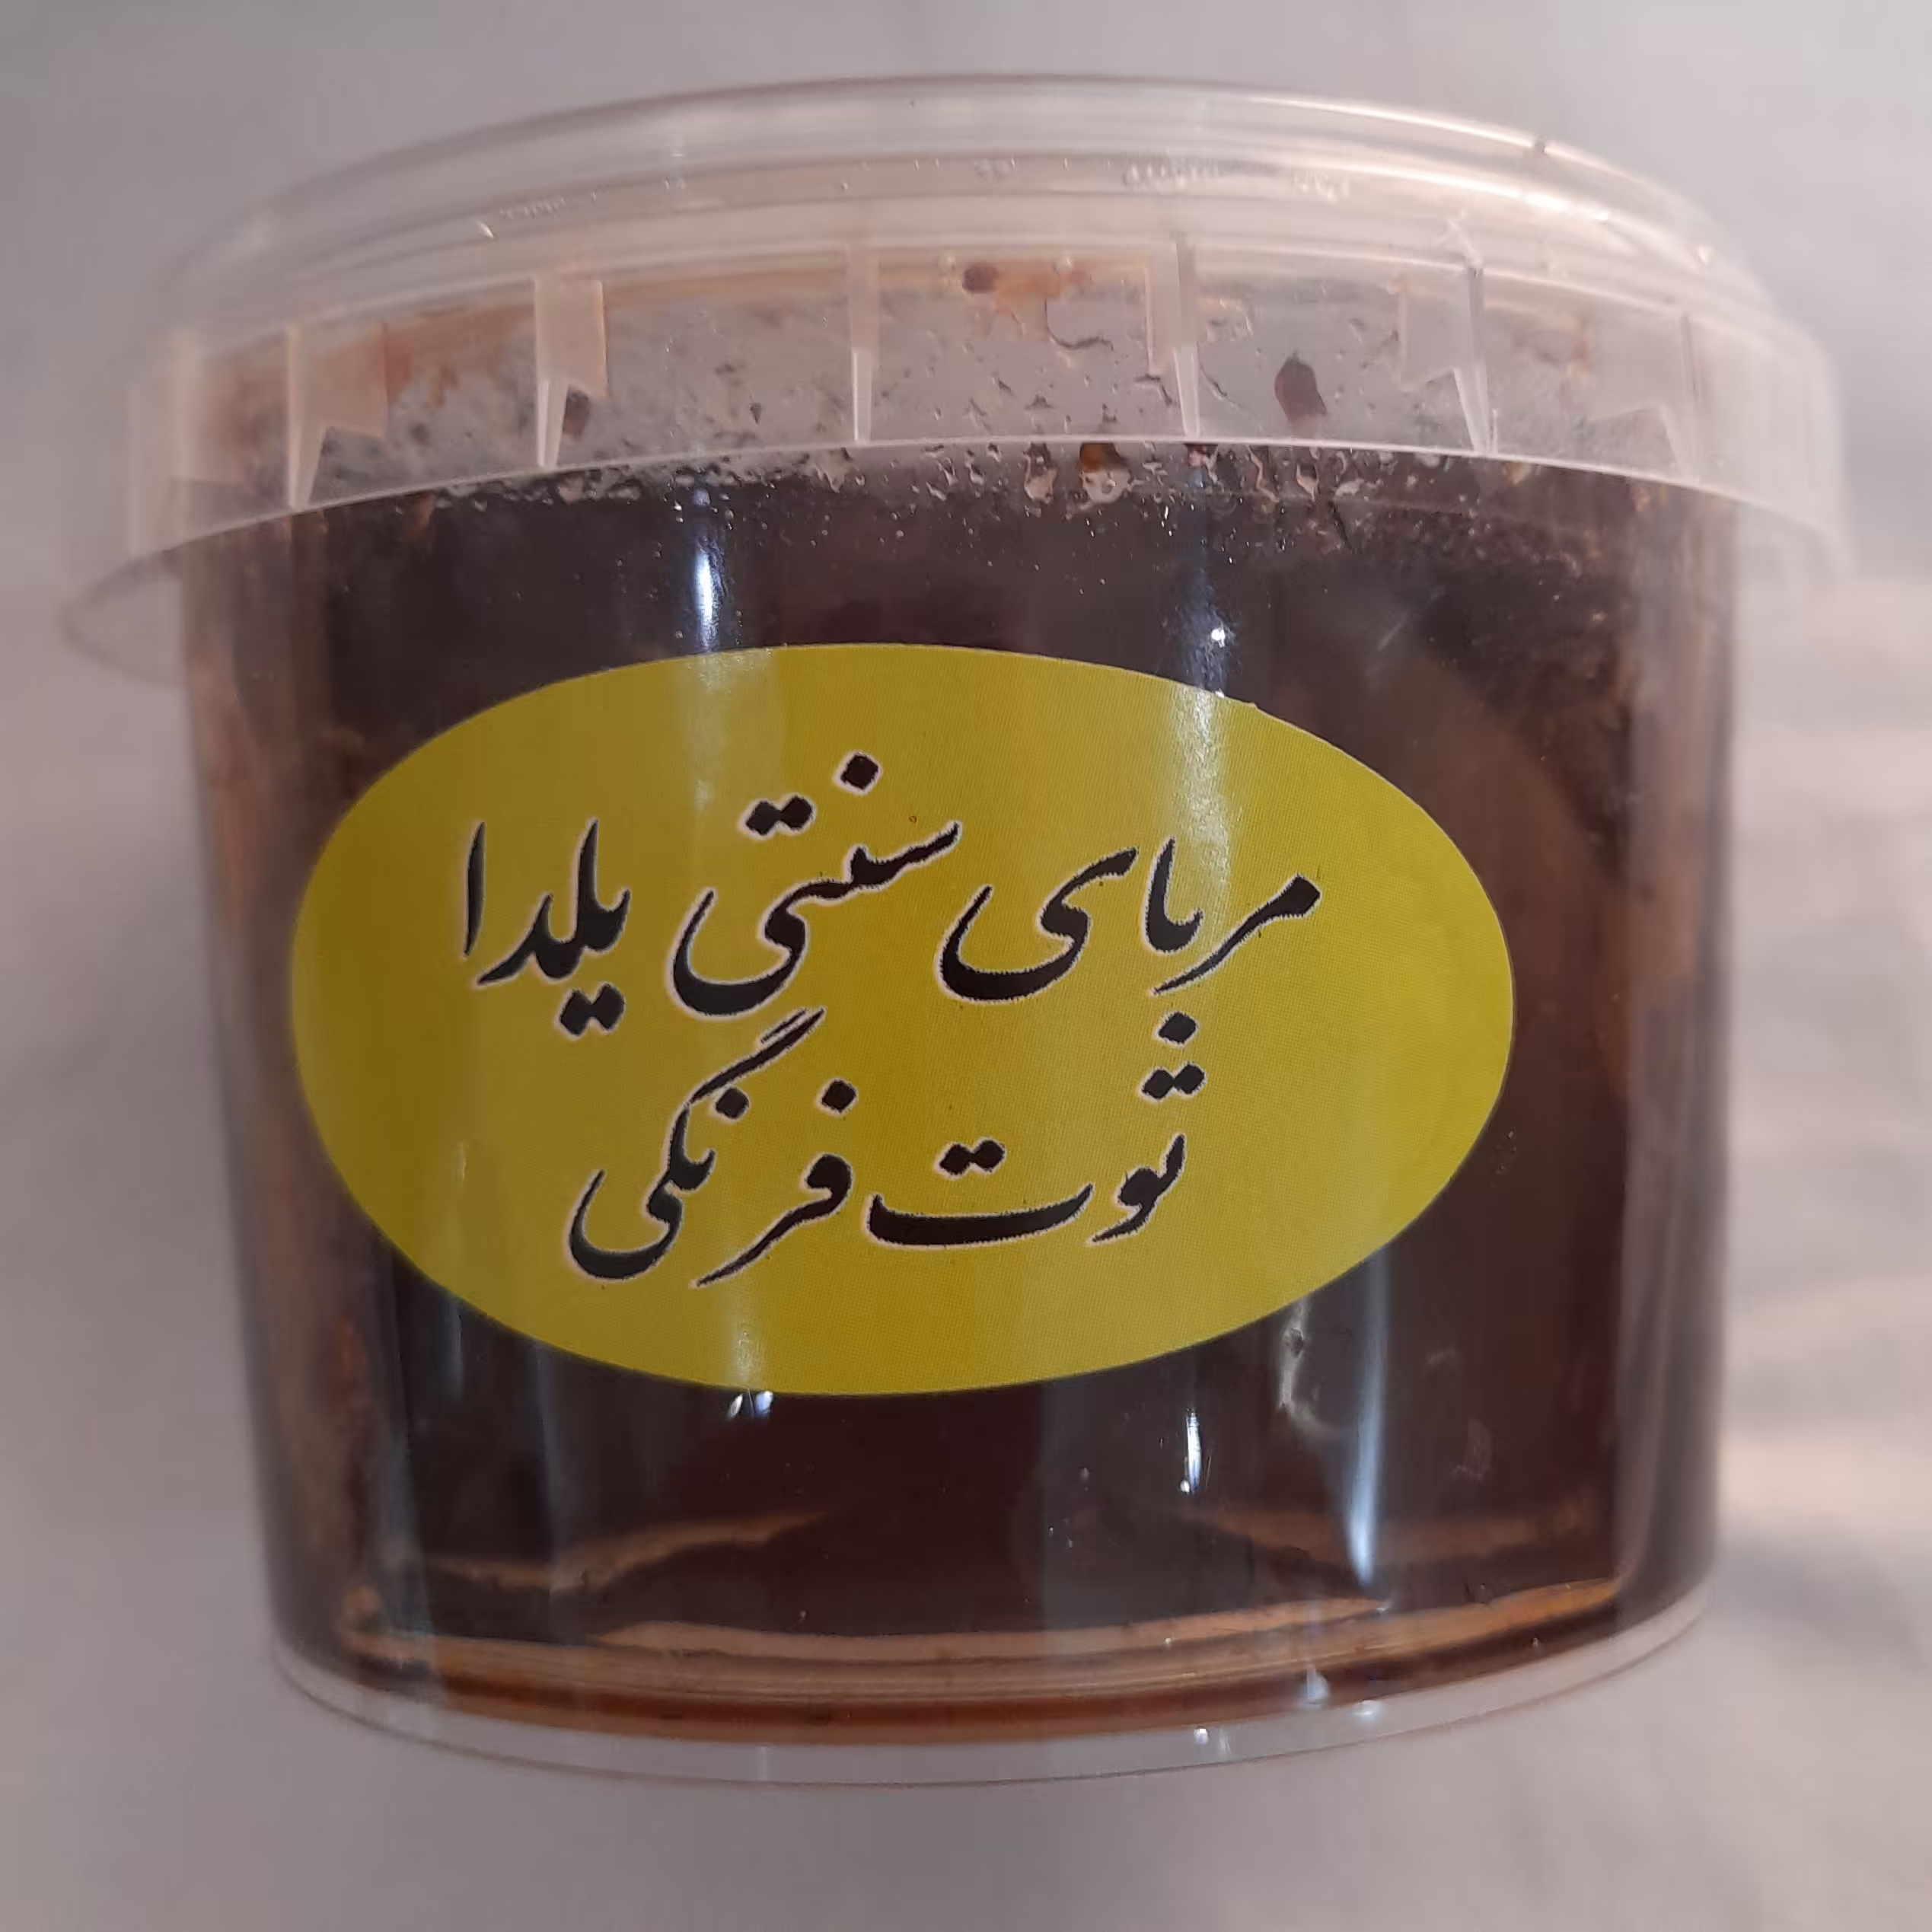 مربای سنتی یلدا
توت فرنگی